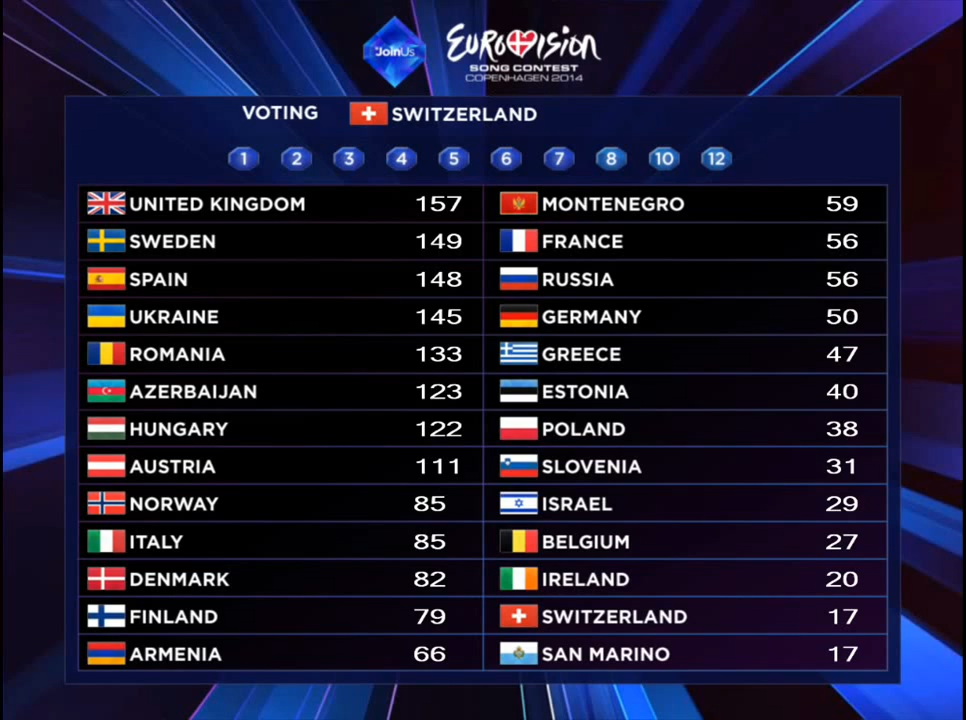 JoinUs
EUROVISION
SONG CONTEST
COPENHAGEN 2014
VOTING SWITZERLAND
1 2 3 4 5 6 7 8 10 12
UNITED KINGDOM 157
SWEDEN 149
SPAIN 148
UKRAINE 145
ROMANIA 133
AZERBAIJAN 123
HUNGARY 122
AUSTRIA 111
NORWAY 85
ITALY 85
DENMARK 82
FINLAND 79
ARMENIA 66
MONTENEGRO 59
FRANCE 56
RUSSIA 56
GERMANY 50
GREECE 47
ESTONIA 40
POLAND 38
SLOVENIA 31
ISRAEL 29
BELGIUM 27
IRELAND 20
SWITZERLAND 17
SAN MARINO 17